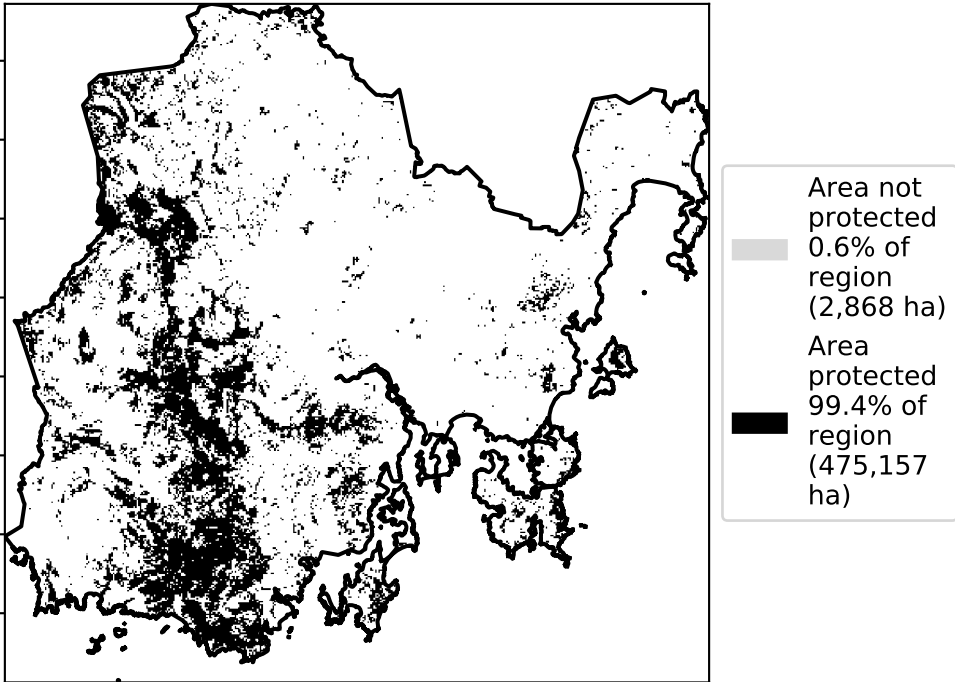 Area not
protected
0.6% of
region
(2,868 ha)
Area
protected
99.4% of
region
(475,157
ha)